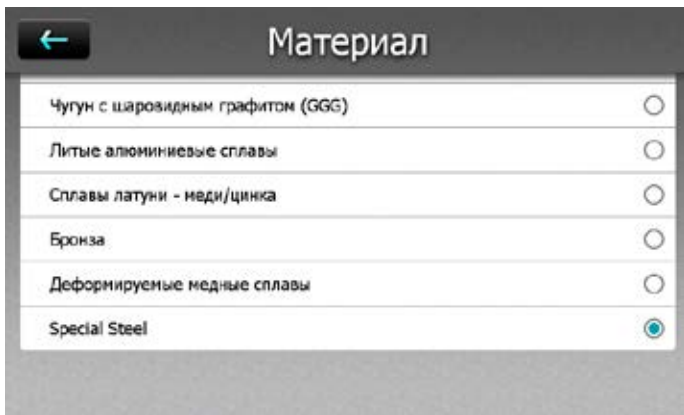 Материал
Чугун с шаровидным графитом (GGG)
Литые алюминиевые сплавы
Сплавы латуни - меди/цинка
Бронза
Деформируемые медные сплавы
Special Steel